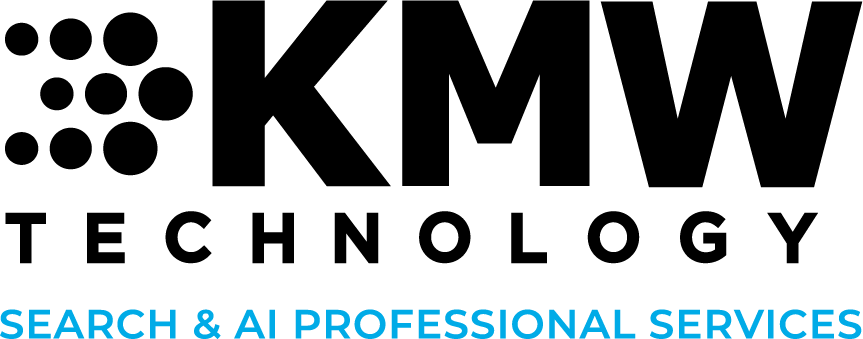 KMW
TECHNOLOGY
SEARCH & AI PROFESSIONAL SERVICES